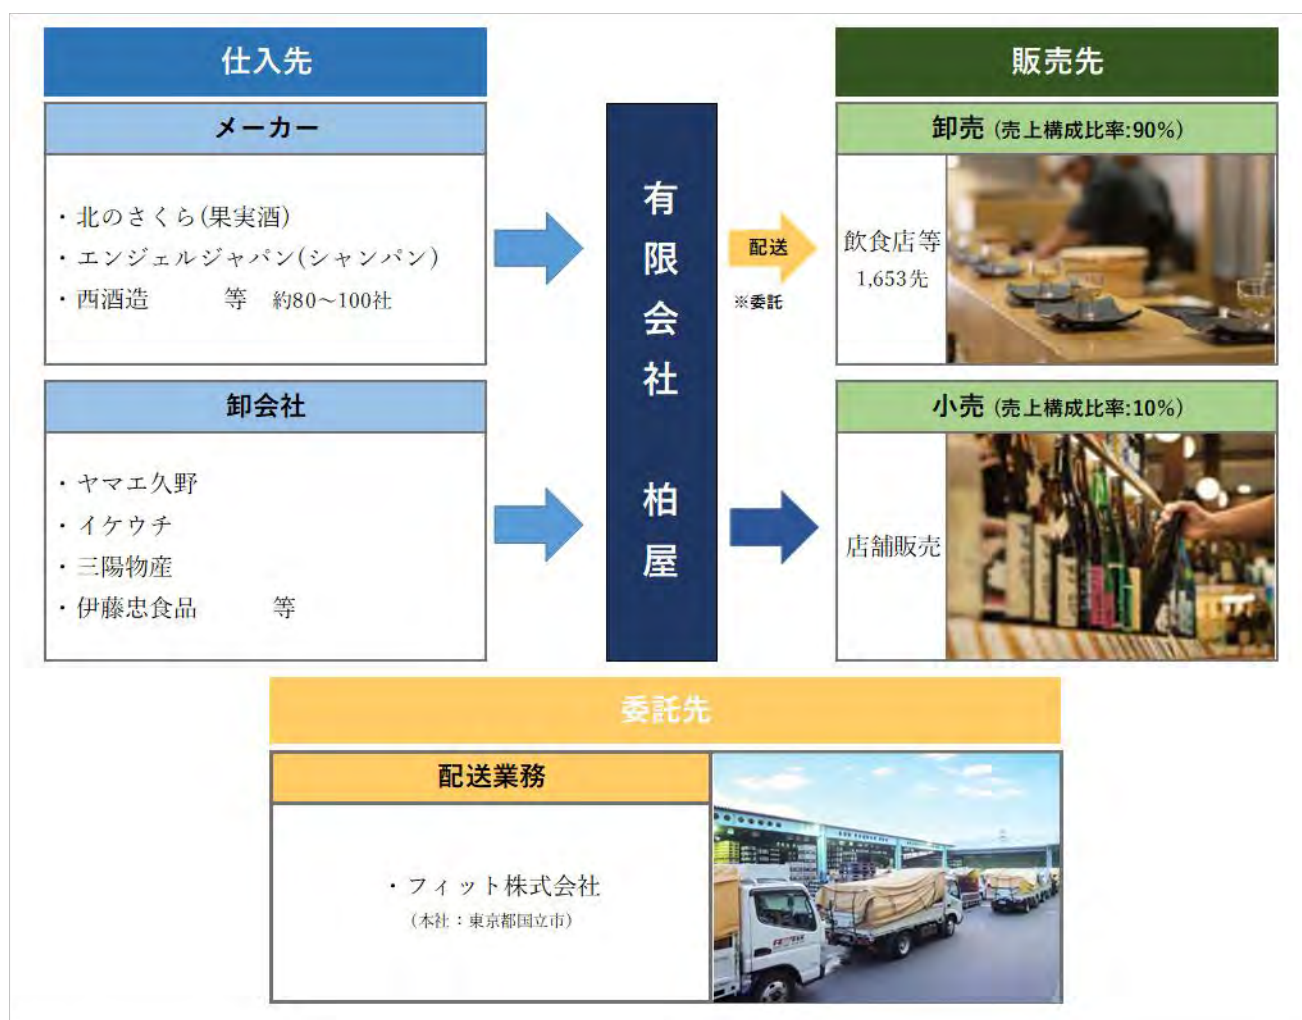 仕入先
メーカー
・北のさくら(果実酒)
・エンジェルジャパン(シャンパン)
・西酒造 等 約80～100社
卸会社
・ヤマエ久野
・イケウチ
・三陽物産
・伊藤忠食品 等
有限会社 柏屋
配送
※委託
販売先
卸売 (売上構成比率:90%)
飲食店等
1,653先
小売 (売上構成比率:10%)
店舗販売
委託先
配送業務
・フィット株式会社
(本社：東京都国立市)